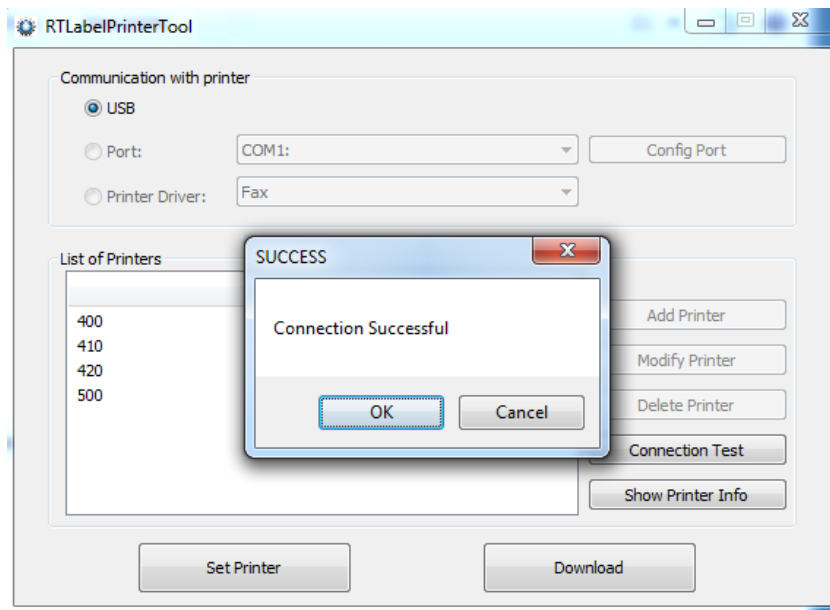 RTLabelPrinterTool
Communication with printer
USB
Port: COM1: Config Port
Printer Driver: Fax
List of Printers
SUCCESS
Connection Successful
OK Cancel
400
410
420
500
Add Printer
Modify Printer
Delete Printer
Connection Test
Show Printer Info
Set Printer Download